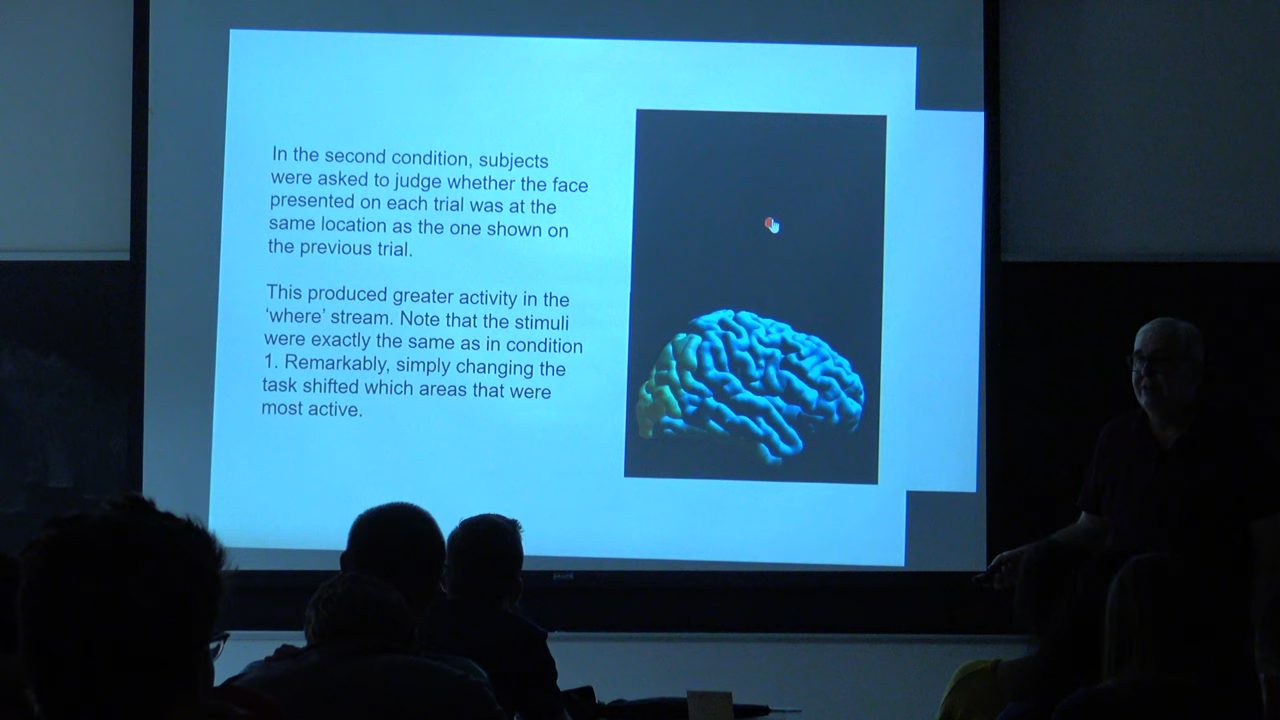 In the second condition, subjects
were asked to judge whether the face
presented on each trial was at the
same location as the one shown on
the previous trial.
This produced greater activity in the
‘where’ stream. Note that the stimuli
were exactly the same as in condition
1. Remarkably, simply changing the
task shifted which areas that were
most active.